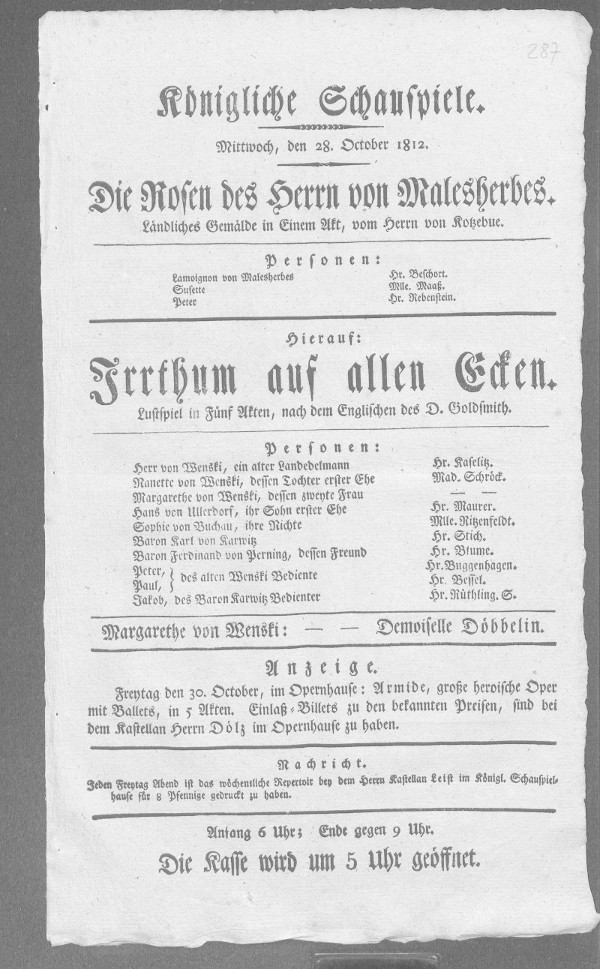 287
Königliche Schauspiele.
Mittwoch, den 28. October 1812.
Die Rosen des Herrn von Malesherbes.
Ländliches Gemälde in Einem Akt, vom Herrn von Kotzebue.
Personen:
Lamoignon von Malesherbes Hr. Beschort.
Susette Mlle. Maaß.
Peter Hr. Rebenstein.
Hierauf:
Irrthum auf allen Ecken.
Lustspiel in Fünf Akten, nach dem Englischen des D. Goldsmith.
Personen:
Herr von Wenski, ein alter Landedelmann Hr. Kaselitz.
Nanette von Wenski, dessen Tochter erster Ehe Mad. Schröck.
Margarethe von Wenski, dessen zweyte Frau — —
Hans von Ullerdorf, ihr Sohn erster Ehe Hr. Maurer.
Sophie von Buchau, ihre Nichte Mlle. Ritzenfeldt.
Baron Karl von Karwitz Hr. Stich.
Baron Ferdinand von Perning, dessen Freund Hr. Blume.
Peter, } des alten Wenski Bediente Hr. Buggenhagen.
Paul, Hr. Bessel.
Jakob, des Baron Karwitz Bedienter Hr. Rüthling. S.
Margarethe von Wenski: — — Demoiselle Döbbelin.
Anzeige.
Freytag den 30. October, im Opernhause: Armide, große heroische Oper
mit Ballets, in 5 Akten. Einlaß-Billets zu den bekannten Preisen, sind bei
dem Kastellan Herrn Dölz im Opernhause zu haben.
Nachricht.
Jeden Freytag Abend ist das wöchentliche Repertoir bey dem Herrn Kastellan Leist im Königl. Schauspiel-
hause für 8 Pfennige gedruckt zu haben.
Anfang 6 Uhr; Ende gegen 9 Uhr.
Die Kasse wird um 5 Uhr geöffnet.